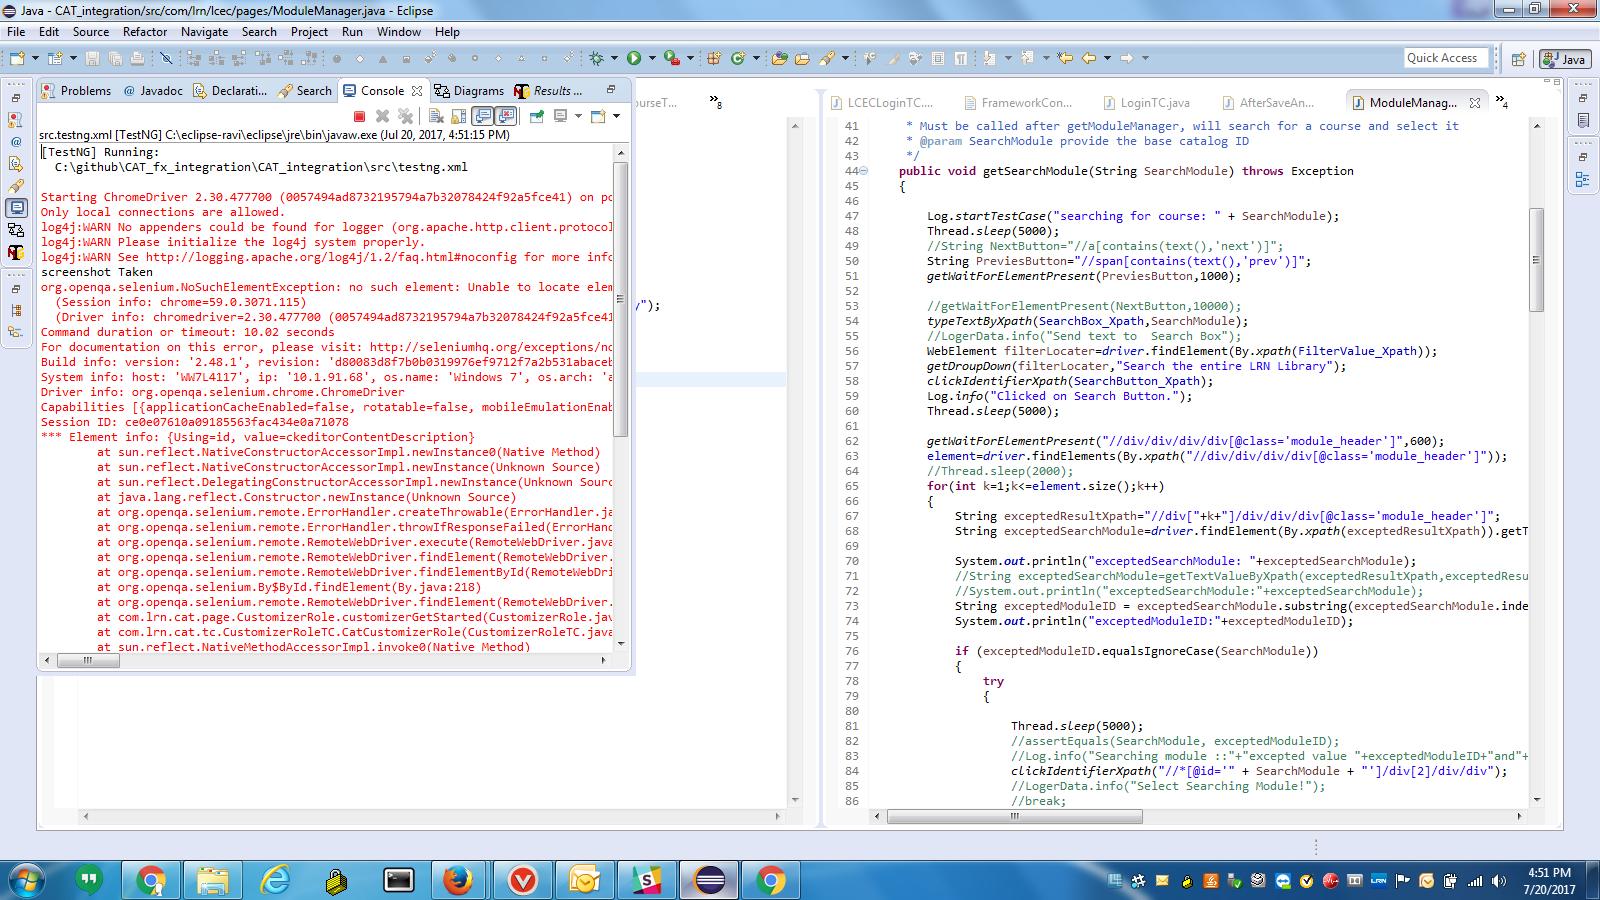 Java - CAT_integration/src/com/lrn/lcec/pages/ModuleManager.java - Eclipse
File Edit Source Refactor Navigate Search Project Run Window Help
Quick Access
Java
Problems @ Javadoc Declarati... Search Console Diagrams Results ...
ourseT...
»8
LCECLoginTC....
FrameworkCon...
LoginTC.java
AfterSaveAn...
ModuleManag...
»4
src.testng.xml [TestNG] C:\eclipse-ravi\eclipse\jre\bin\javaw.exe (Jul 20, 2017, 4:51:15 PM)
[TestNG] Running:
C:\github\CAT_fx_integration\CAT_integration\src\testng.xml
Starting ChromeDriver 2.30.477700 (0057494ad8732195794a7b32078424f92a5fce41) on po
Only local connections are allowed.
log4j:WARN No appenders could be found for logger (org.apache.http.client.protocol
log4j:WARN Please initialize the log4j system properly.
log4j:WARN See http://logging.apache.org/log4j/1.2/faq.html#noconfig for more info
screenshot Taken
org.openqa.selenium.NoSuchElementException: no such element: Unable to locate elem
(Session info: chrome=59.0.3071.115)
(Driver info: chromedriver=2.30.477700 (0057494ad8732195794a7b32078424f92a5fce41
Command duration or timeout: 10.02 seconds
For documentation on this error, please visit: http://seleniumhq.org/exceptions/no
Build info: version: '2.48.1', revision: 'd80083d8f7b0b0319976ef9712f7a2b531abaceb
System info: host: 'WW7L4117', ip: '10.1.91.68', os.name: 'Windows 7', os.arch: 'a
Driver info: org.openqa.selenium.chrome.ChromeDriver
Capabilities [{applicationCacheEnabled=false, rotatable=false, mobileEmulationEnab
Session ID: ce0e07610a09185563fac434e0a71078
*** Element info: {Using=id, value=ckeditorContentDescription}
at sun.reflect.NativeConstructorAccessorImpl.newInstance0(Native Method)
at sun.reflect.NativeConstructorAccessorImpl.newInstance(Unknown Source)
at sun.reflect.DelegatingConstructorAccessorImpl.newInstance(Unknown Sourc
at java.lang.reflect.Constructor.newInstance(Unknown Source)
at org.openqa.selenium.remote.ErrorHandler.createThrowable(ErrorHandler.ja
at org.openqa.selenium.remote.ErrorHandler.throwIfResponseFailed(ErrorHand
at org.openqa.selenium.remote.RemoteWebDriver.execute(RemoteWebDriver.java
at org.openqa.selenium.remote.RemoteWebDriver.findElement(RemoteWebDriver.
at org.openqa.selenium.remote.RemoteWebDriver.findElementById(RemoteWebDri
at org.openqa.selenium.By$ById.findElement(By.java:218)
at org.openqa.selenium.remote.RemoteWebDriver.findElement(RemoteWebDriver.
at com.lrn.cat.page.CustomizerRole.customizerGetStarted(CustomizerRole.jav
at com.lrn.cat.tc.CustomizerRoleTC.CatCustomizerRole(CustomizerRoleTC.java
at sun.reflect.NativeMethodAccessorImpl.invoke0(Native Method)
y");
41 * Must be called after getModuleManager, will search for a course and select it
42 * @param SearchModule provide the base catalog ID
43 */
44 public void getSearchModule(String SearchModule) throws Exception
45 {
46
47 Log.startTestCase("searching for course: " + SearchModule);
48 Thread.sleep(5000);
49 //String NextButton="//a[contains(text(),'next')]";
50 String PreviesButton="//span[contains(text(),'prev')]";
51 getWaitForElementPresent(PreviesButton,1000);
52
53 //getWaitForElementPresent(NextButton,10000);
54 typeTextByXpath(SearchBox_Xpath,SearchModule);
55 //LogerData.info("Send text to  Search Box");
56 WebElement filterLocater=driver.findElement(By.xpath(FilterValue_Xpath));
57 getDroupDown(filterLocater,"Search the entire LRN Library");
58 clickIdentifierXpath(SearchButton_Xpath);
59 Log.info("Clicked on Search Button.");
60 Thread.sleep(5000);
61
62 getWaitForElementPresent("//div/div/div/div[@class='module_header']",600);
63 element=driver.findElements(By.xpath("//div/div/div/div[@class='module_header']"));
64 //Thread.sleep(2000);
65 for(int k=1;k<=element.size();k++)
66 {
67 String exceptedResultXpath="//div["+k+"]/div/div/div[@class='module_header']";
68 String exceptedSearchModule=driver.findElement(By.xpath(exceptedResultXpath)).getT
69
70 System.out.println("exceptedSearchModule: "+exceptedSearchModule);
71 //String exceptedSearchModule=getTextValueByXpath(exceptedResultXpath,exceptedResu
72 //System.out.println("exceptedSearchModule:"+exceptedSearchModule);
73 String exceptedModuleID = exceptedSearchModule.substring(exceptedSearchModule.inde
74 System.out.println("exceptedModuleID:"+exceptedModuleID);
75
76 if (exceptedModuleID.equalsIgnoreCase(SearchModule))
77 {
78 try
79 {
80
81 Thread.sleep(5000);
82 //assertEquals(SearchModule, exceptedModuleID);
83 //Log.info("Searching module ::"+"excepted value "+exceptedModuleID+"and"+
84 clickIdentifierXpath("//*[@id='" + SearchModule + "']/div[2]/div/div");
85 //LogerData.info("Select Searching Module!");
86 //break;
LRN
4:51 PM
7/20/2017